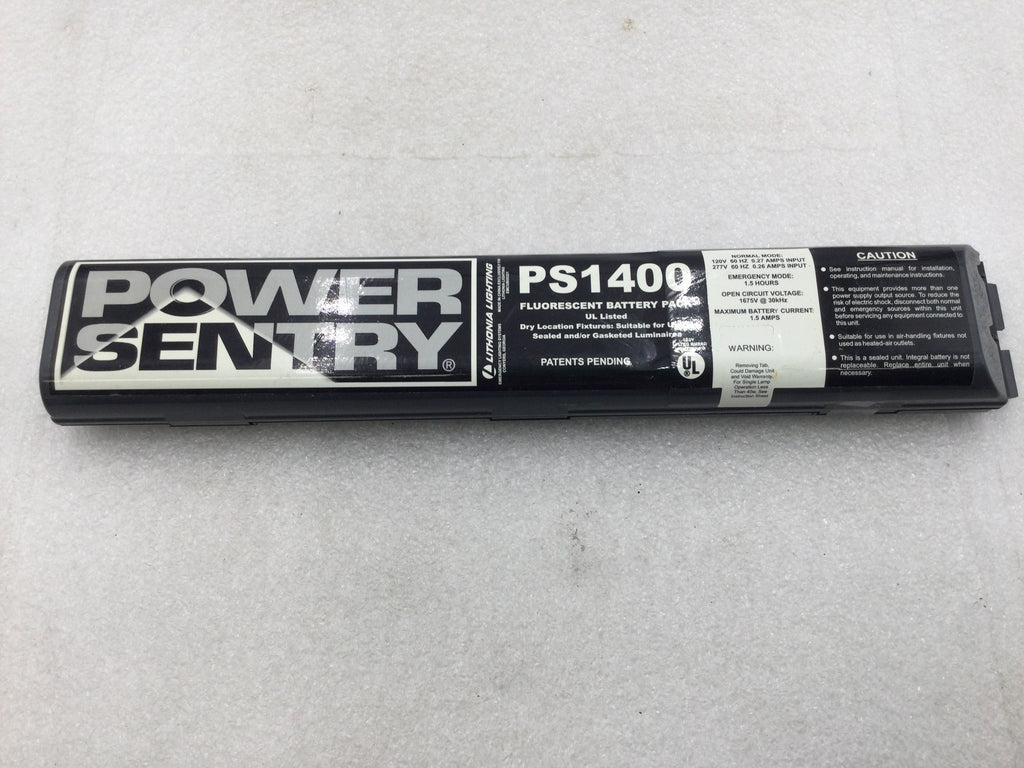 POWER
SENTRY®
LITHONIA LIGHTING
PS1400
FLUORESCENT BATTERY PACK
UL Listed
Dry Location Fixtures: Suitable for
Sealed and/or Gasketed Luminaires
PATENTS PENDING
UL
NORMAL MODE:
120V 60 HZ 0.27 AMPS INPUT
277V 60 HZ 0.26 AMPS INPUT
EMERGENCY MODE:
1.5 HOURS
OPEN CIRCUIT VOLTAGE:
1675V @ 30kHz
MAXIMUM BATTERY CURRENT:
1.5 AMPS
WARNING:
Removing Tab,
Could Damage Unit
and Void Warranty
For Single Lamp
Operation Less
Than 40w, See
Instruction Sheet
CAUTION
• See instruction manual for installation,
operating, and maintenance instructions.
• This equipment provides more than one
power supply output source. To reduce the
risk of electric shock, disconnect both normal
and emergency sources within this unit
before servicing any equipment connected to
this unit.
• Suitable for use in air-handling fixtures not
used as heated-air outlets.
• This is a sealed unit. Integral battery is not
replaceable. Replace entire unit when
necessary.